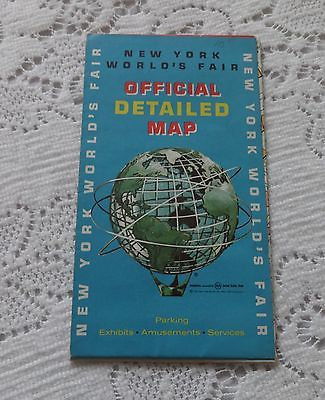 NEW YORK
WORLD'S FAIR
OFFICIAL
DETAILED
MAP
NEW YORK WORLD'S FAIR
NEW YORK WORLD'S FAIR
Parking
Exhibits • Amusements • Services